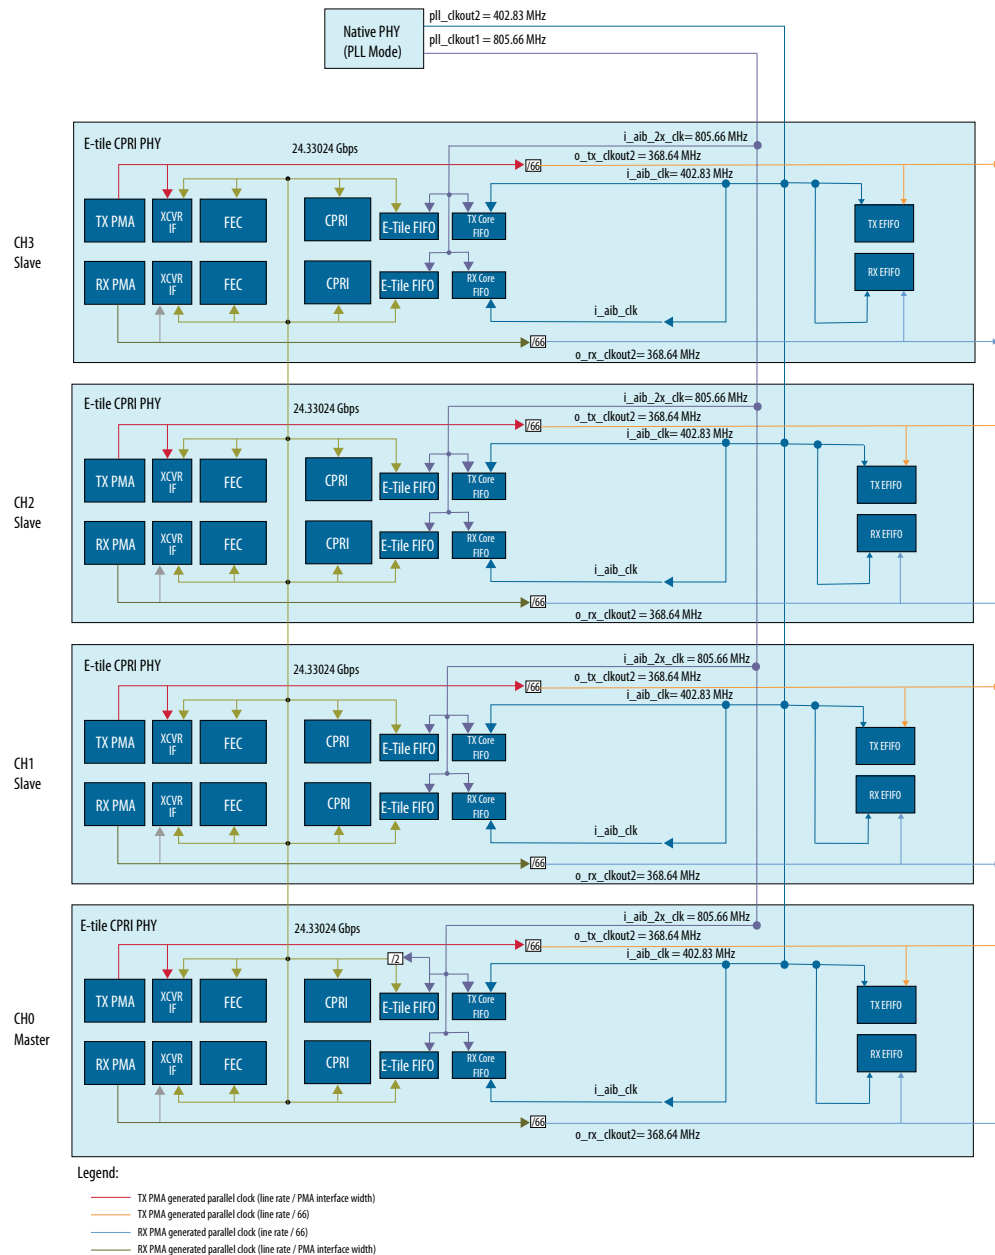 pll_clkout2 = 402.83 MHz
Native PHY
(PLL Mode)
pll_clkout1 = 805.66 MHz
E-tile CPRI PHY
24.33024 Gbps
i_aib_2x_clk= 805.66 MHz
o_tx_clkout2 = 368.64 MHz
/66
i_aib_clk= 402.83 MHz
CH3
Slave
TX PMA
XCVR
IF
FEC
CPRI
E-Tile FIFO
TX Core
FIFO
TX EFIFO
RX PMA
XCVR
IF
FEC
CPRI
E-Tile FIFO
RX Core
FIFO
RX EFIFO
i_aib_clk
/66
o_rx_clkout2= 368.64 MHz
E-tile CPRI PHY
24.33024 Gbps
i_aib_2x_clk= 805.66 MHz
o_tx_clkout2 = 368.64 MHz
/66
i_aib_clk= 402.83 MHz
CH2
Slave
TX PMA
XCVR
IF
FEC
CPRI
E-Tile FIFO
TX Core
FIFO
TX EFIFO
RX PMA
XCVR
IF
FEC
CPRI
E-Tile FIFO
RX Core
FIFO
RX EFIFO
i_aib_clk
/66
o_rx_clkout2= 368.64 MHz
E-tile CPRI PHY
24.33024 Gbps
i_aib_2x_clk = 805.66 MHz
o_tx_clkout2 = 368.64 MHz
/66
i_aib_clk = 402.83 MHz
CH1
Slave
TX PMA
XCVR
IF
FEC
CPRI
E-Tile FIFO
TX Core
FIFO
TX EFIFO
RX PMA
XCVR
IF
FEC
CPRI
E-Tile FIFO
RX Core
FIFO
RX EFIFO
i_aib_clk
/66
o_rx_clkout2= 368.64 MHz
E-tile CPRI PHY
24.33024 Gbps
i_aib_2x_clk = 805.66 MHz
o_tx_clkout2 = 368.64 MHz
/66
i_aib_clk = 402.83 MHz
/2
CH0
Master
TX PMA
XCVR
IF
FEC
CPRI
E-Tile FIFO
TX Core
FIFO
TX EFIFO
RX PMA
XCVR
IF
FEC
CPRI
E-Tile FIFO
RX Core
FIFO
RX EFIFO
i_aib_clk
/66
o_rx_clkout2= 368.64 MHz
Legend:
TX PMA generated parallel clock (line rate / PMA interface width)
TX PMA generated parallel clock (line rate / 66)
RX PMA generated parallel clock (ine rate / 66)
RX PMA generated parallel clock (line rate / PMA interface width)